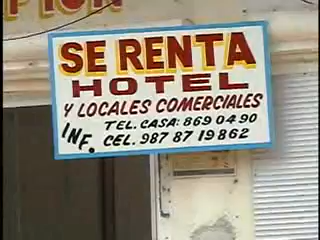 SE RENTA
HOTEL
Y LOCALES COMERCIALES
INF. TEL. CASA: 869 04 90
CEL. 987 87 19862